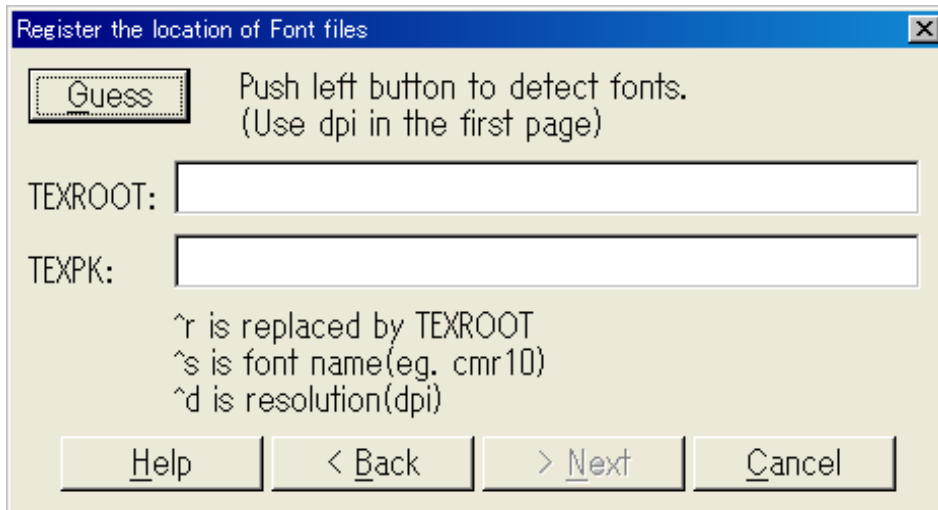 Register the location of Font files
Guess
Push left button to detect fonts.
(Use dpi in the first page)
TEXROOT:
TEXPK:
^r is replaced by TEXROOT
^s is font name(eg. cmr10)
^d is resolution(dpi)
Help
< Back
> Next
Cancel